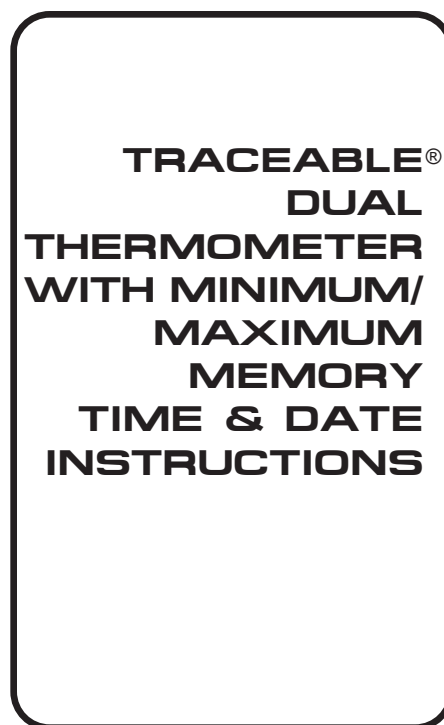 TRACEABLE®
DUAL
THERMOMETER
WITH MINIMUM/
MAXIMUM
MEMORY
TIME & DATE
INSTRUCTIONS